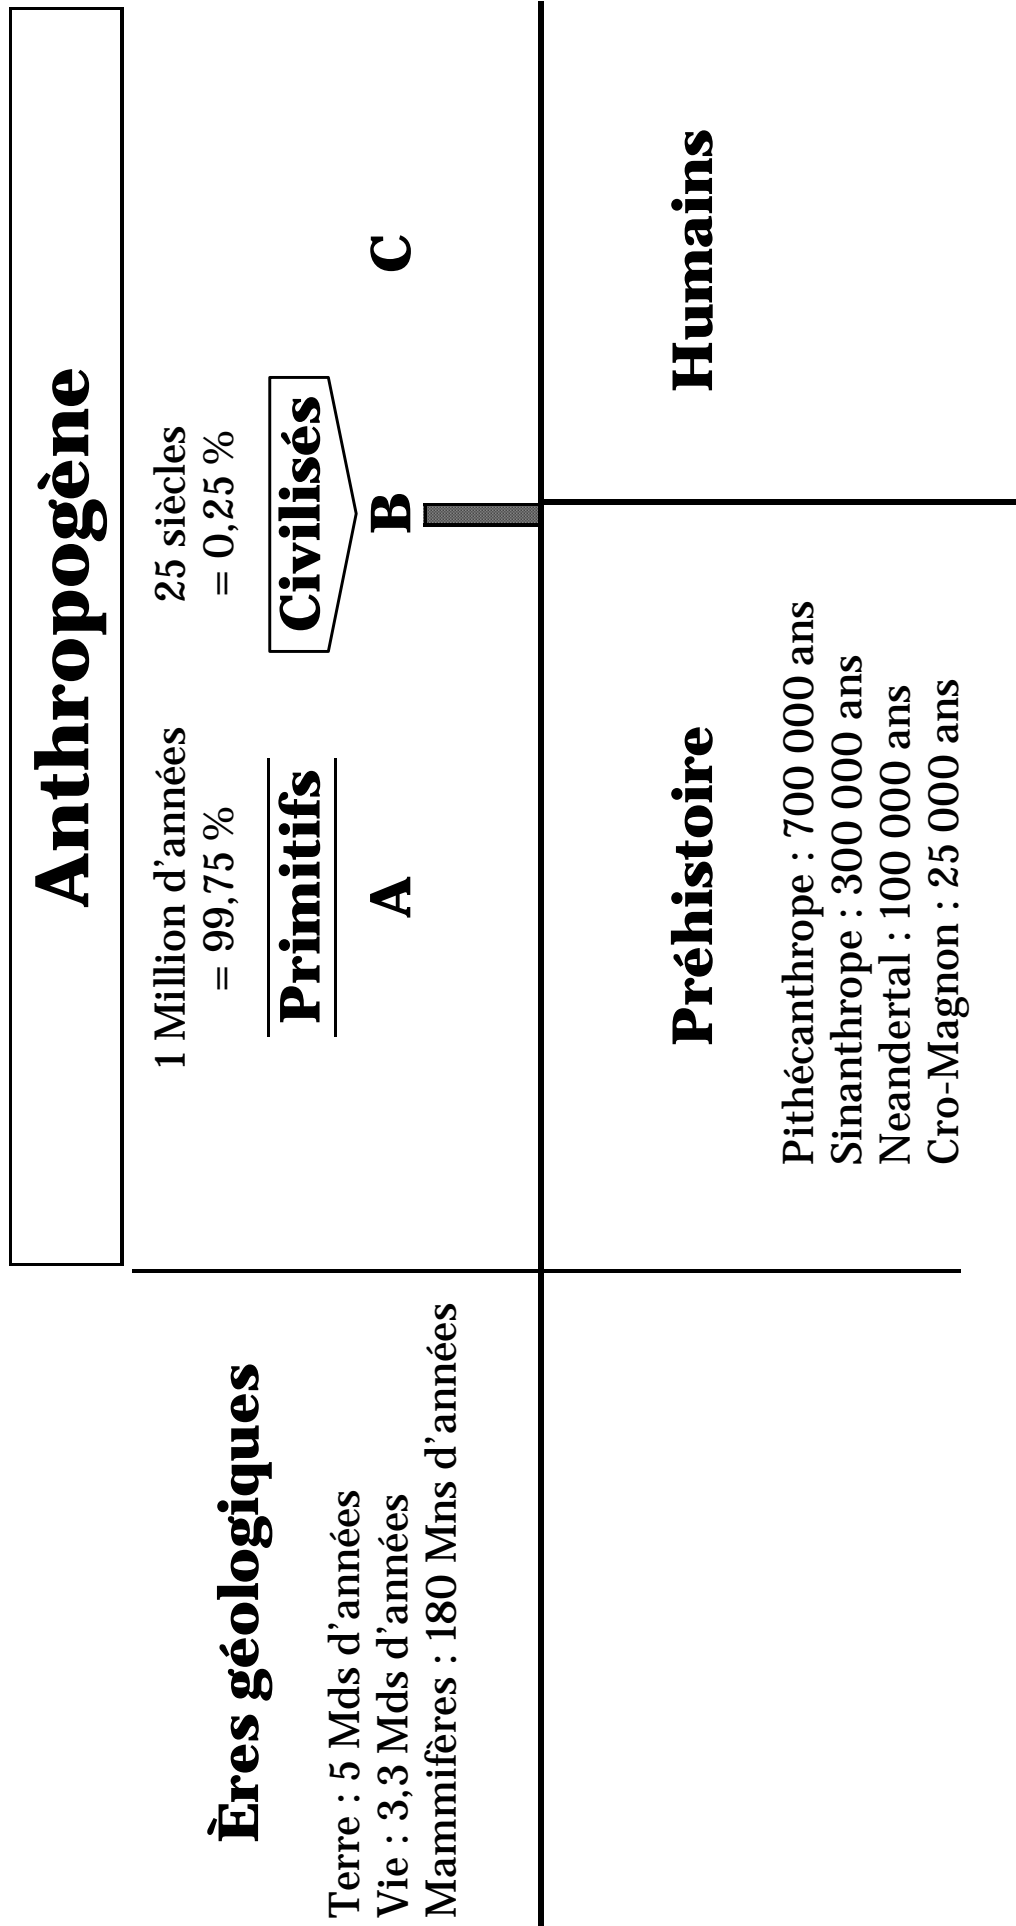 Anthropogène
Ères géologiques
Terre : 5 Mds d’années
Vie : 3,3 Mds d’années
Mammifères : 180 Mns d’années
1 Million d’années
= 99,75 %
Primitifs
A
25 siècles
= 0,25 %
Civilisés
B
C
Préhistoire
Pithécanthrope : 700 000 ans
Sinanthrope : 300 000 ans
Neandertal : 100 000 ans
Cro-Magnon : 25 000 ans
Humains